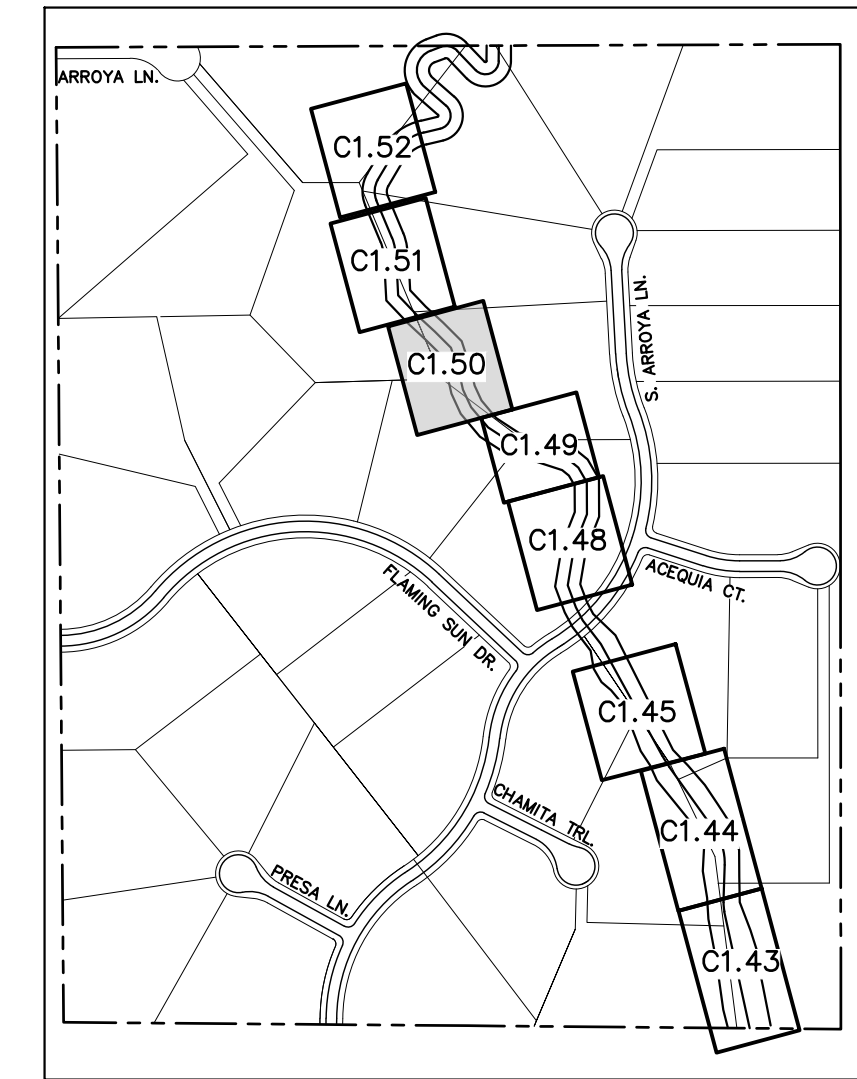 ARROYA LN.
C1.52
C1.51
S. ARROYA LN.
C1.50
C1.49
C1.48
ACEQUIA CT.
FLAMING SUN DR.
C1.45
CHAMITA TRL.
C1.44
PRESA LN.
C1.43